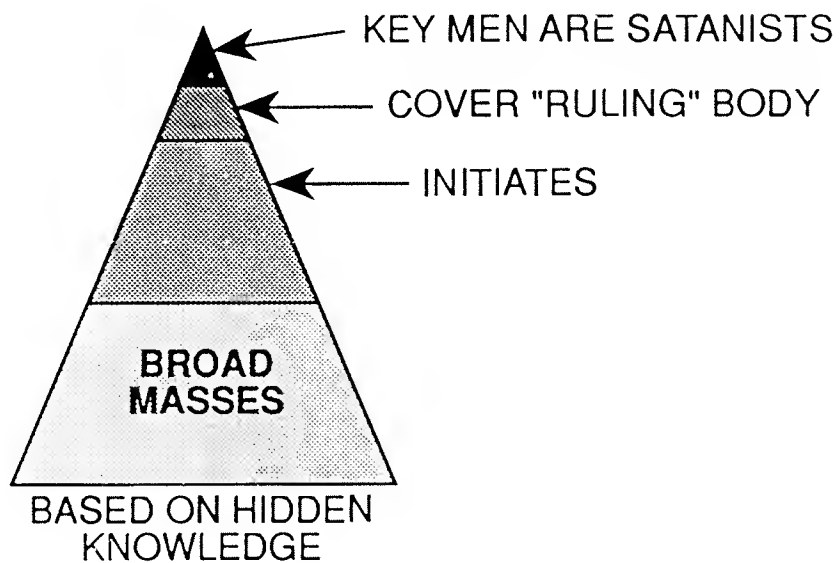 KEY MEN ARE SATANISTS
COVER "RULING" BODY
INITIATES
BROAD
MASSES
BASED ON HIDDEN
KNOWLEDGE